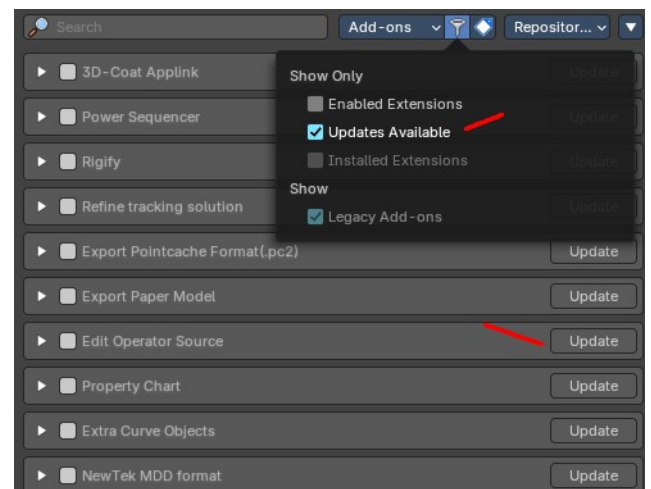 Search Add-ons Repositor...
3D-Coat Applink Update
Power Sequencer Update
Rigify Update
Refine tracking solution Update
Show Only
Enabled Extensions
Updates Available
Installed Extensions
Show
Legacy Add-ons
Export Pointcache Format(.pc2) Update
Export Paper Model Update
Edit Operator Source Update
Property Chart Update
Extra Curve Objects Update
NewTek MDD format Update